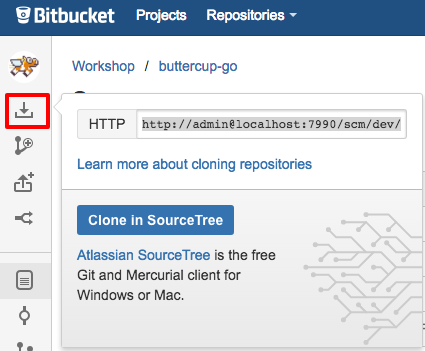 Bitbucket Projects Repositories
Workshop / buttercup-go
HTTP http://admin@localhost:7990/scm/dev/
Learn more about cloning repositories
Clone in SourceTree
Atlassian SourceTree is the free
Git and Mercurial client for
Windows or Mac.